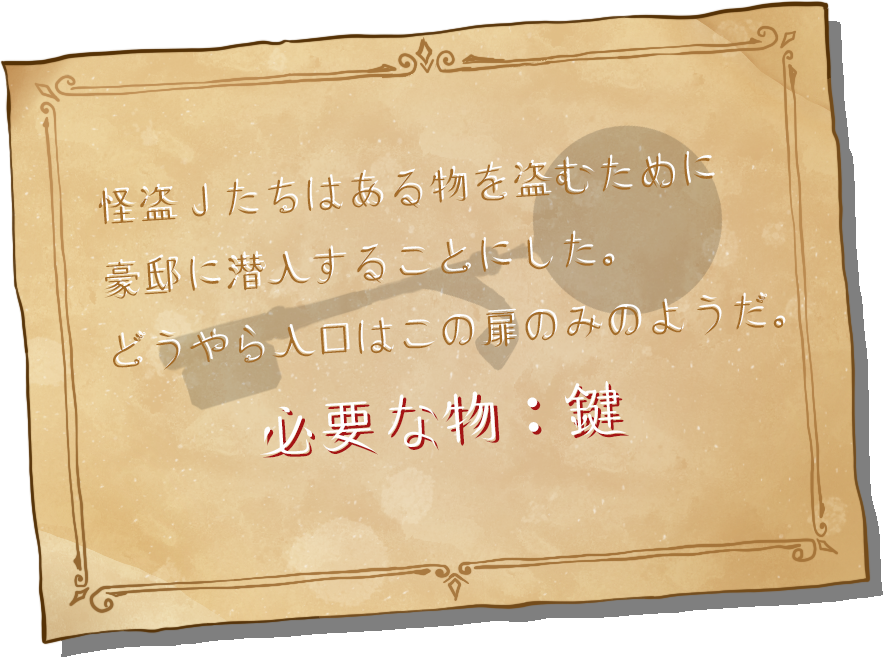 怪盗Jたちはある物を盗むために
豪邸に潜入することにした。
どうやら入口はこの扉のみのようだ。
必要な物：鍵